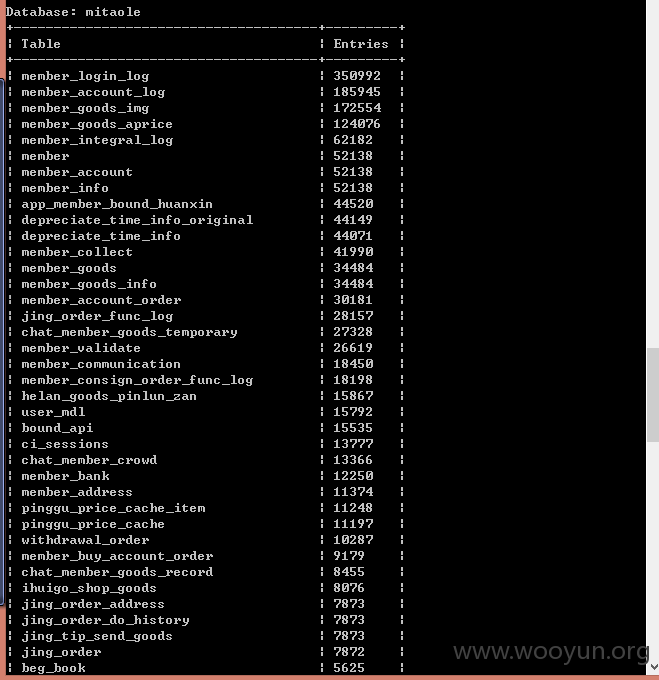 Database: mitaole
| Table | Entries |
| member_login_log | 350992 |
| member_account_log | 185945 |
| member_goods_img | 172554 |
| member_goods_aprice | 124076 |
| member_integral_log | 62182 |
| member | 52138 |
| member_account | 52138 |
| member_info | 52138 |
| app_member_bound_huanxin | 44520 |
| depreciate_time_info_original | 44149 |
| depreciate_time_info | 44071 |
| member_collect | 41990 |
| member_goods | 34484 |
| member_goods_info | 34484 |
| member_account_order | 30181 |
| jing_order_func_log | 28157 |
| chat_member_goods_temporary | 27328 |
| member_validate | 26619 |
| member_communication | 18450 |
| member_consign_order_func_log | 18198 |
| helan_goods_pinlun_zan | 15867 |
| user_mdl | 15792 |
| bound_api | 15535 |
| ci_sessions | 13777 |
| chat_member_crowd | 13366 |
| member_bank | 12250 |
| member_address | 11374 |
| pinggu_price_cache_item | 11248 |
| pinggu_price_cache | 11197 |
| withdrawal_order | 10287 |
| member_buy_account_order | 9179 |
| chat_member_goods_record | 8455 |
| ihuigo_shop_goods | 8076 |
| jing_order_address | 7873 |
| jing_order_do_history | 7873 |
| jing_tip_send_goods | 7873 |
| jing_order | 7872 |
| beg_book | 5625 |
www.wooyun.org